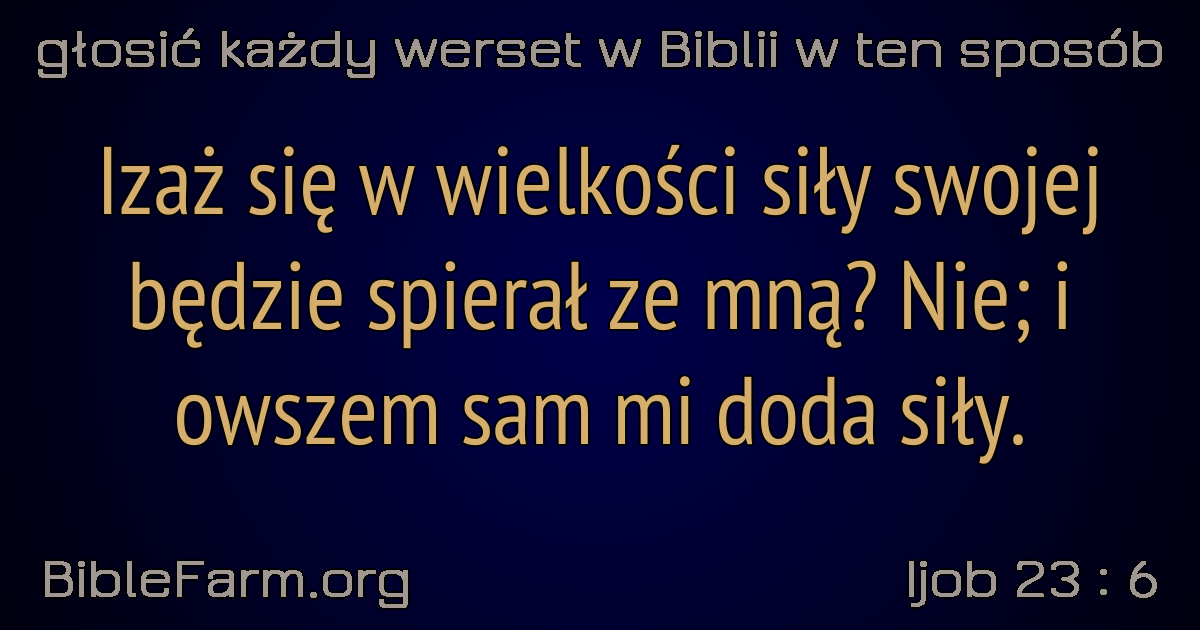 głosić każdy werset w Biblii w ten sposób
Izaż się w wielkości siły swojej
będzie spierał ze mną? Nie; i
owszem sam mi doda siły.
BibleFarm.org
Ijob 23 : 6